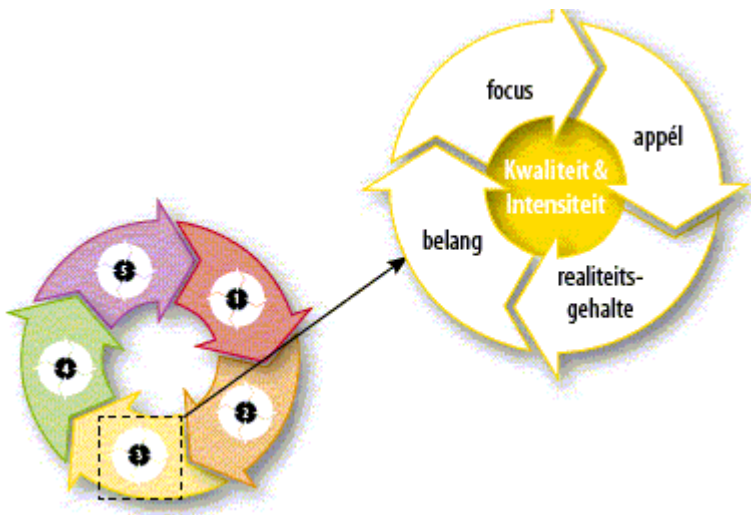 focus
appél
Kwaliteit &
Intensiteit
belang
realiteits-
gehalte
5
1
4
2
3